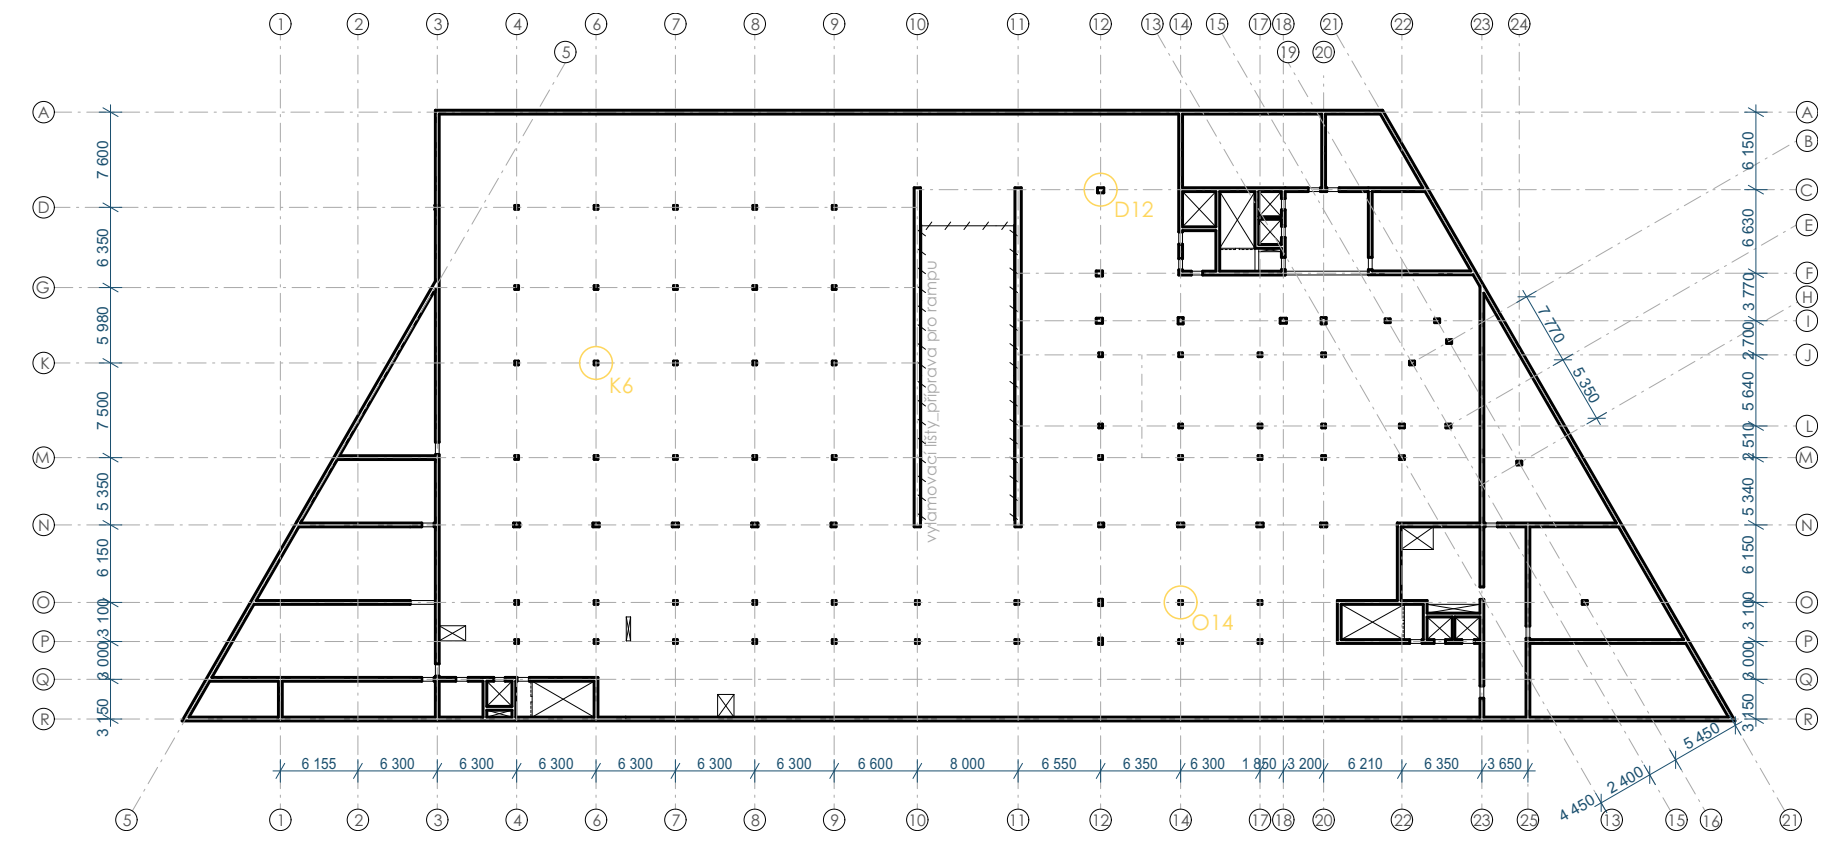 1 2 3 4 6 7 8 9 10 11 12 13 14 15 17 18 21 22 23 24
5 19 20
A A
B
7 600 6 150
C
D D12 E
6 350 6 630
F
G 3 770
H
vylamovací lišty_příprava pro rampu
5 980 I
7 770
2 700 J
K K6
5 350
7 500 5 640
L
2 510
M M
5 350 5 340
N N
6 150 6 150
O O14 O
3 100 3 100
P P
3 000 3 000
Q Q
3 150 3 150
R R
5 450
6 155 6 300 6 300 6 300 6 300 6 300 6 300 6 600 8 000 6 550 6 350 6 300 1 850 3 200 6 210 6 350 3 650
2 400
4 450
5 1 2 3 4 6 7 8 9 10 11 12 14 17 18 20 22 23 25 13 15 16 21